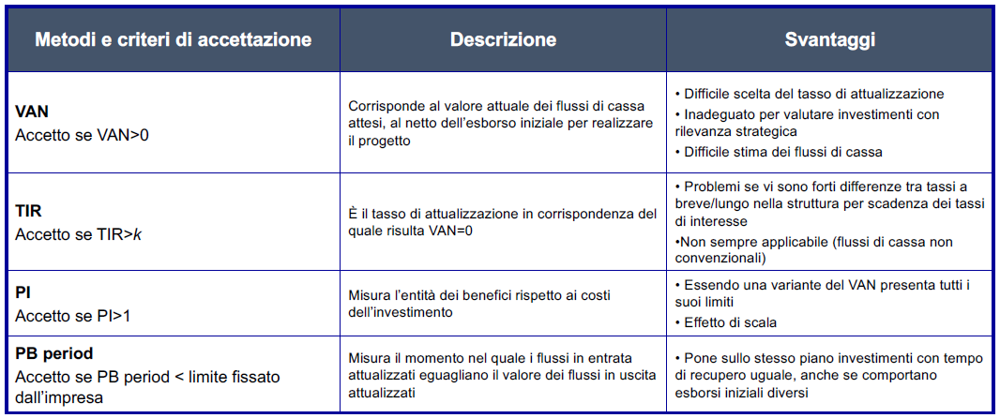 Metodi e criteri di accettazione
Descrizione
Svantaggi
VAN
Accetto se VAN>0
Corrisponde al valore attuale dei flussi di cassa
attesi, al netto dell’esborso iniziale per realizzare
il progetto
• Difficile scelta del tasso di attualizzazione
• Inadeguato per valutare investimenti con
rilevanza strategica
• Difficile stima dei flussi di cassa
TIR
Accetto se TIR>k
È il tasso di attualizzazione in corrispondenza del
quale risulta VAN=0
• Problemi se vi sono forti differenze tra tassi a
breve/lungo nella struttura per scadenza dei tassi
di interesse
•Non sempre applicabile (flussi di cassa non
convenzionali)
PI
Accetto se PI>1
Misura l’entità dei benefici rispetto ai costi
dell’investimento
• Essendo una variante del VAN presenta tutti i
suoi limiti
• Effetto di scala
PB period
Accetto se PB period < limite fissato
dall’impresa
Misura il momento nel quale i flussi in entrata
attualizzati eguagliano il valore dei flussi in uscita
attualizzati
• Pone sullo stesso piano investimenti con tempo
di recupero uguale, anche se comportano
esborsi iniziali diversi